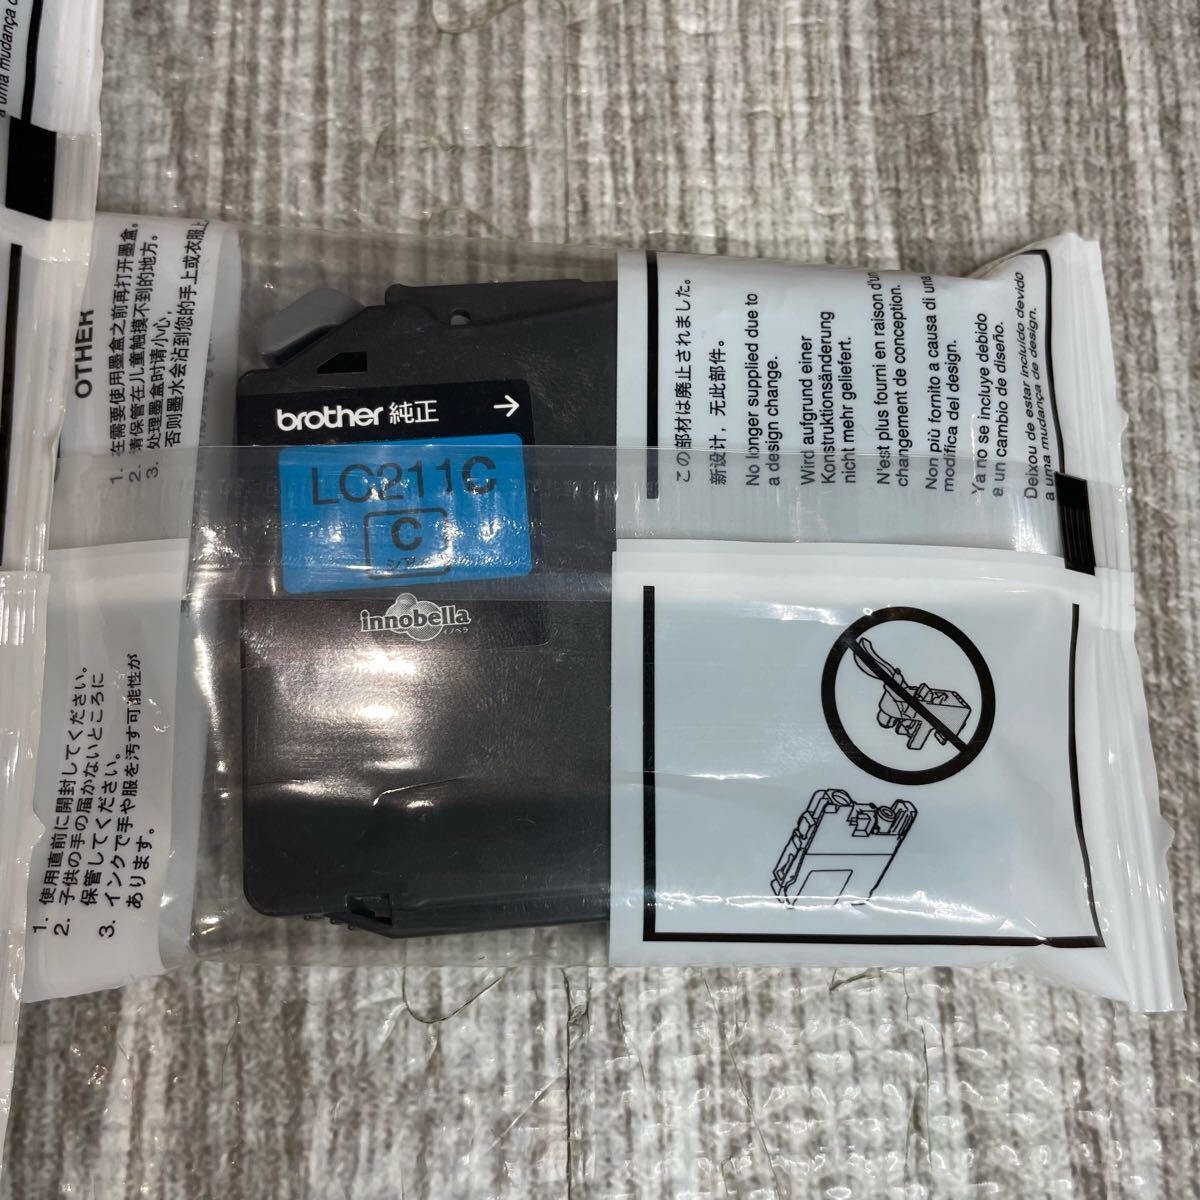 brother 純正 →
LC211C
C
シアン
innobella
イノベラ
この部材は廃止されました。
新设计，无此部件。
No longer supplied due to
a design change.
Wird aufgrund einer
Konstruktionsänderung
nicht mehr geliefert.
N'est plus fourni en raison d'un
changement de conception.
Non più fornito a causa di una
modifica del design.
Ya no se incluye debido
a un cambio de diseño.
Deixou de estar incluído devido
a uma mudança de design.
OTHER
1. 在需要使用墨盒之前再打开墨盒。
2. 请保管在儿童触摸不到的地方。
3. 处理墨盒时请小心，
否则墨水会沾到您的手上或衣服上
1. 使用直前に開封してください。
2. 子供の手の届かないところに
保管してください。
3. インクで手や服を汚す可能性が
あります。
a uma mudança